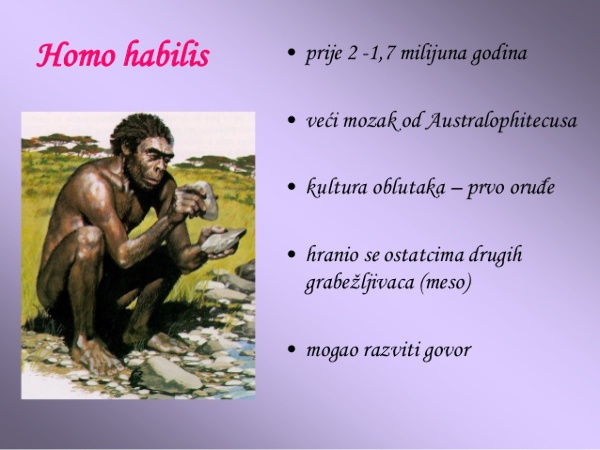 Homo habilis
• prije 2 -1,7 milijuna godina
• veći mozak od Australophitecusa
• kultura oblutaka – prvo oruđe
• hranio se ostatcima drugih
grabežljivaca (meso)
• mogao razviti govor